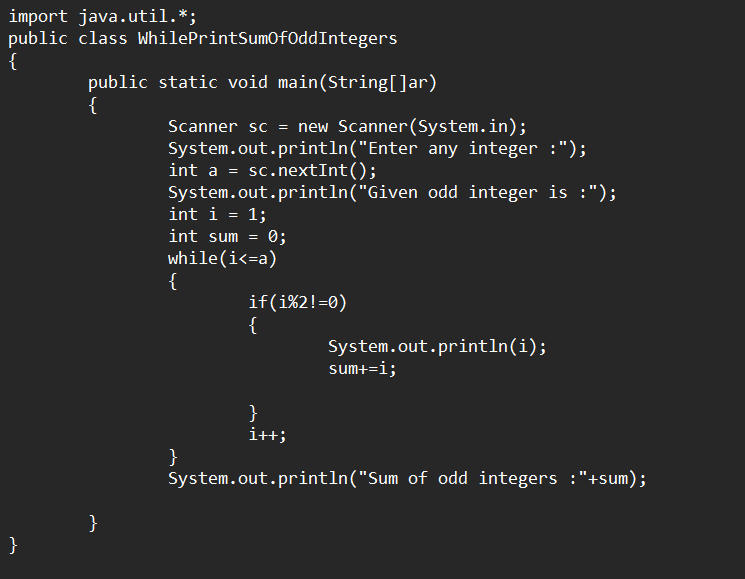 import java.util.*;
public class WhilePrintSumOfOddIntegers
{
        public static void main(String[]ar)
        {
                Scanner sc = new Scanner(System.in);
                System.out.println("Enter any integer :");
                int a = sc.nextInt();
                System.out.println("Given odd integer is :");
                int i = 1;
                int sum = 0;
                while(i<=a)
                {
                        if(i%2!=0)
                        {
                                System.out.println(i);
                                sum+=i;

                        }
                        i++;
                }
                System.out.println("Sum of odd integers :"+sum);

        }
}